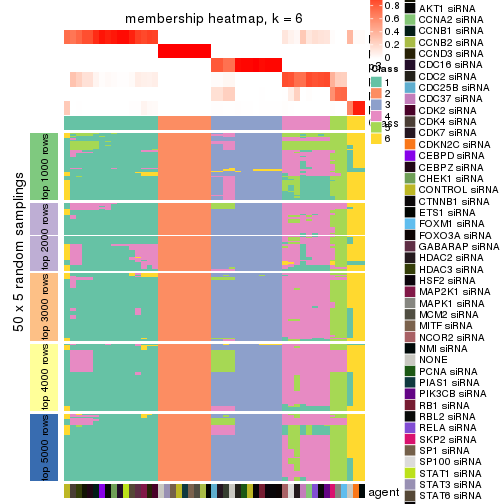 membership heatmap, k = 6
50 x 5 random samplings
top 1000 rows
top 2000 rows
top 3000 rows
top 4000 rows
top 5000 rows
0.8
0.6
0.4
0.2
0
Class
1
2
3
4
5
6
agent
AKT1 siRNA
CCNA2 siRNA
CCNB1 siRNA
CCNB2 siRNA
CCND3 siRNA
CDC16 siRNA
CDC2 siRNA
CDC25B siRNA
CDC37 siRNA
CDK2 siRNA
CDK4 siRNA
CDK7 siRNA
CDKN2C siRNA
CEBPD siRNA
CEBPZ siRNA
CHEK1 siRNA
CONTROL siRNA
CTNNB1 siRNA
ETS1 siRNA
FOXM1 siRNA
FOXO3A siRNA
GABARAP siRNA
HDAC2 siRNA
HDAC3 siRNA
HSF2 siRNA
MAP2K1 siRNA
MAPK1 siRNA
MCM2 siRNA
MITF siRNA
NCOR2 siRNA
NMI siRNA
NONE
PCNA siRNA
PIAS1 siRNA
PIK3CB siRNA
RB1 siRNA
RBL2 siRNA
RELA siRNA
SKP2 siRNA
SP1 siRNA
SP100 siRNA
STAT1 siRNA
STAT3 siRNA
STAT6 siRNA